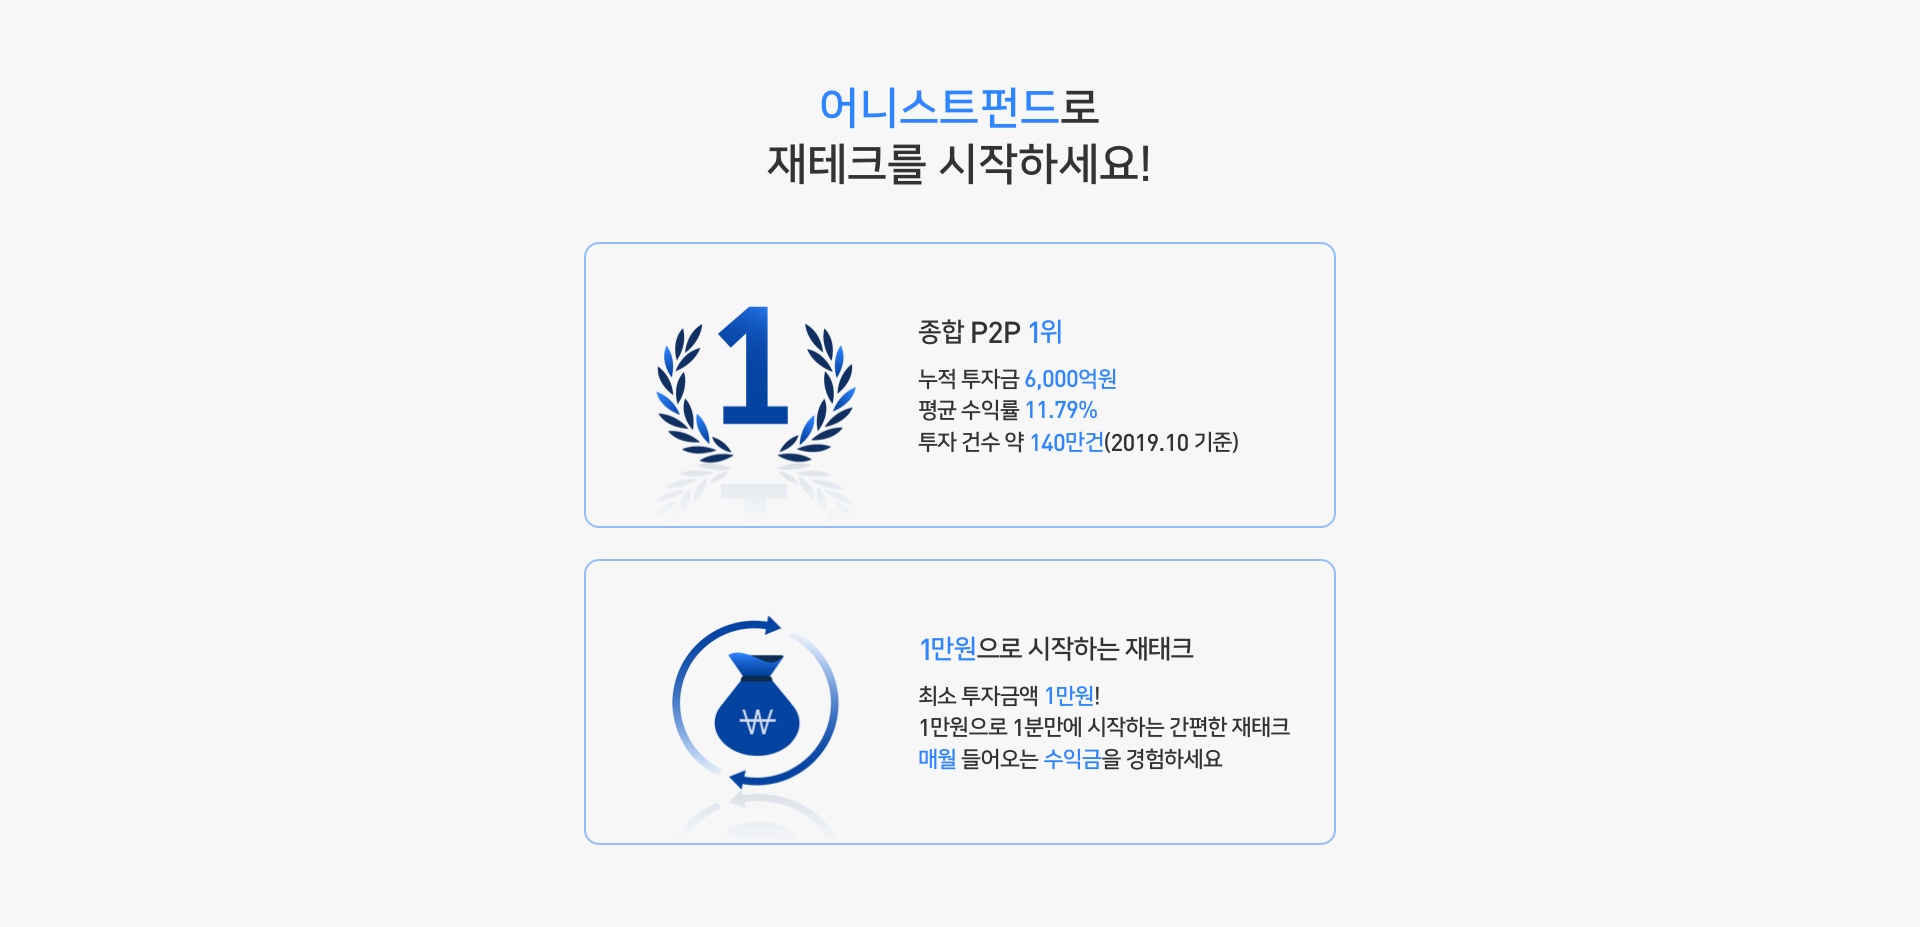 어니스트펀드로
재테크를 시작하세요!
1
종합 P2P 1위
누적 투자금 6,000억원
평균 수익률 11.79%
투자 건수 약 140만건(2019.10 기준)
₩
1만원으로 시작하는 재태크
최소 투자금액 1만원!
1만원으로 1분만에 시작하는 간편한 재태크
매월 들어오는 수익금을 경험하세요